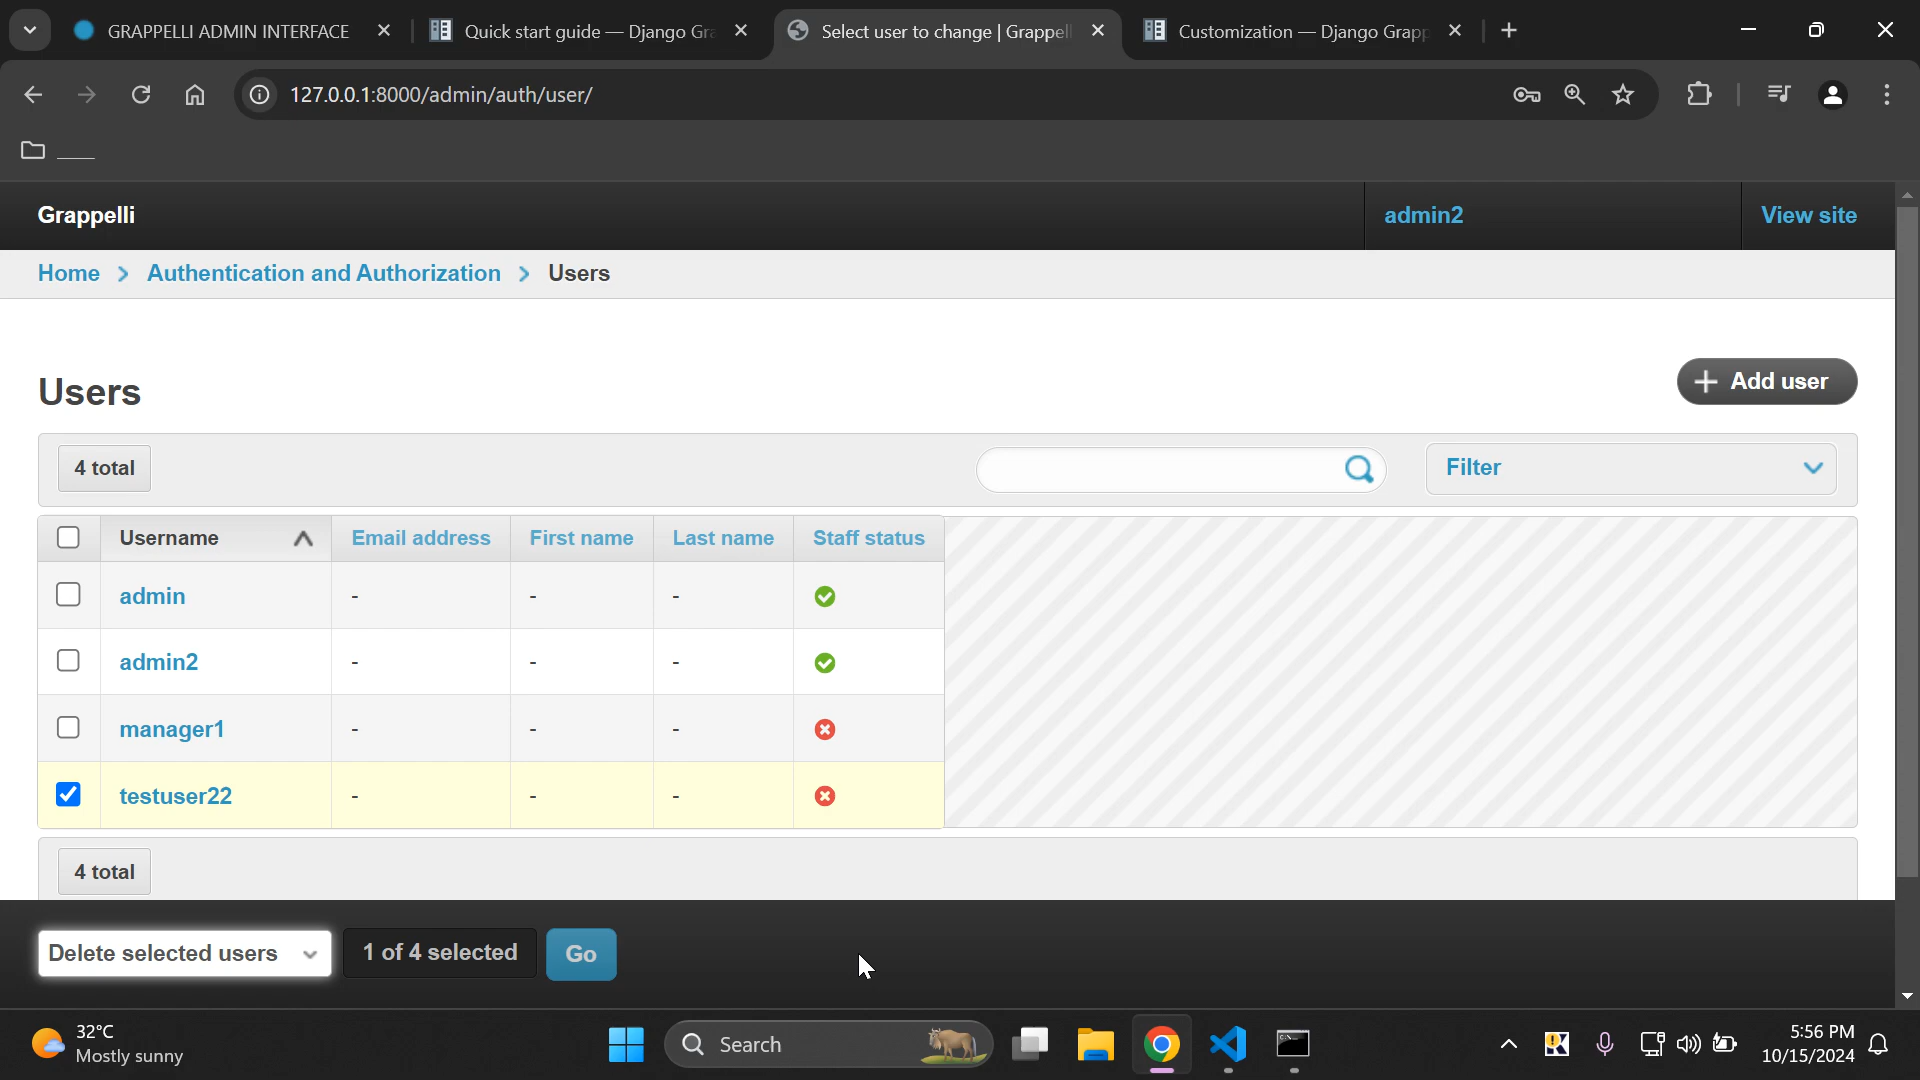 GRAPPELLI ADMIN INTERFACE
Quick start guide — Django Gra
Select user to change | Grappell
Customization — Django Grapp
127.0.0.1:8000/admin/auth/user/
____
Grappelli
admin2
View site
Home
Authentication and Authorization
Users
Users
+ Add user
4 total
Filter
Username Email address First name Last name Staff status
admin - - -
admin2 - - -
manager1 - - -
testuser22 - - -
4 total
Delete selected users
1 of 4 selected
Go
32°C
Mostly sunny
Search
5:56 PM
10/15/2024